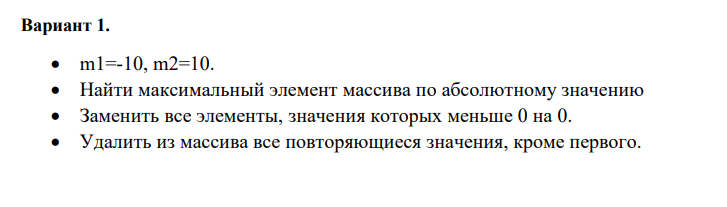 Вариант 1.
• m1=-10, m2=10.
• Найти максимальный элемент массива по абсолютному значению
• Заменить все элементы, значения которых меньше 0 на 0.
• Удалить из массива все повторяющиеся значения, кроме первого.